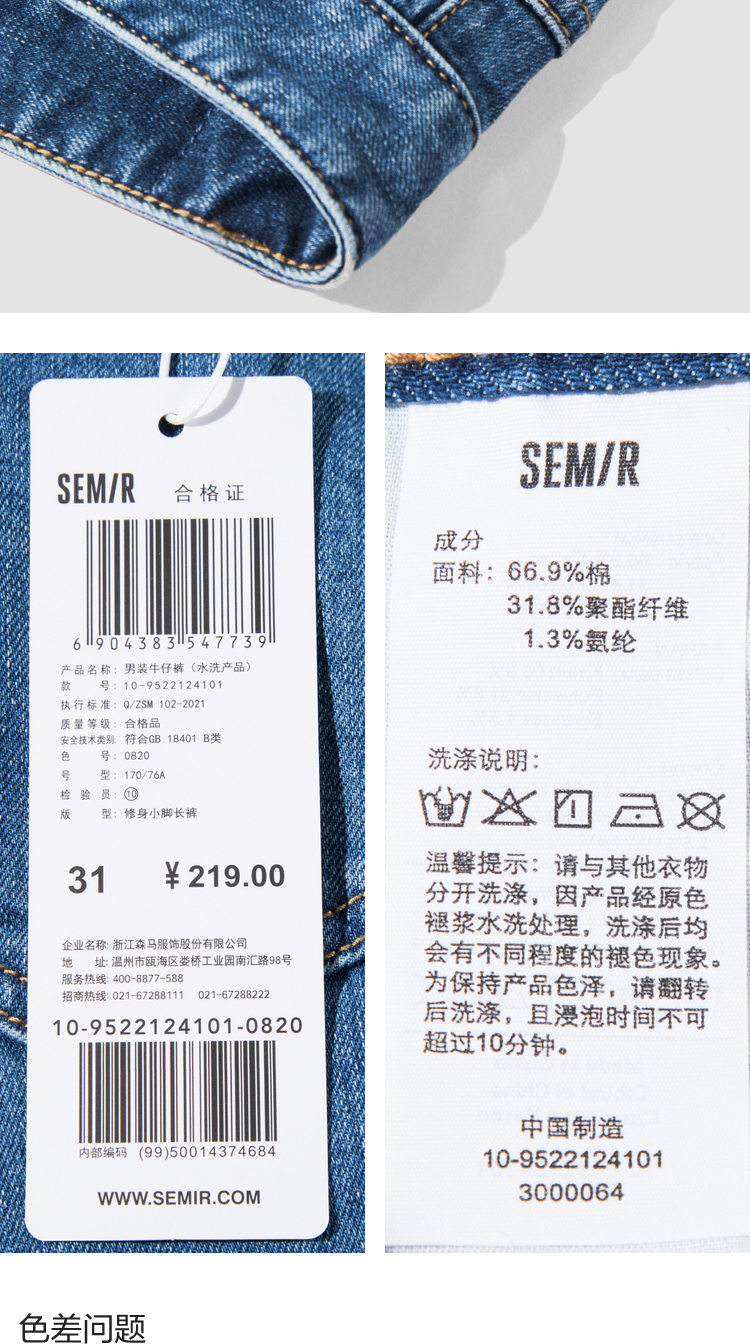 SEM/R 合格证
6 904383 547739
产品名称: 男装牛仔裤（水洗产品）
款 号: 10-9522124101
执行标准: Q/ZSM 102-2021
质量等级: 合格品
安全技术类别: 符合GB 18401 B类
色 号: 0820
号 型: 170/76A
检 验 员: ⑩
版 型: 修身小脚长裤
31 ¥ 219.00
企业名称: 浙江森马服饰股份有限公司
地 址: 温州市瓯海区娄桥工业园南汇路98号
服务热线: 400-8877-588
招商热线: 021-67288111 021-67288222
10-9522124101-0820
内部编码 (99)50014374684
WWW.SEMIR.COM
SEM/R
成分
面料: 66.9%棉
31.8%聚酯纤维
1.3%氨纶
洗涤说明:
温馨提示: 请与其他衣物
分开洗涤，因产品经原色
褪浆水洗处理，洗涤后均
会有不同程度的褪色现象。
为保持产品色泽，请翻转
后洗涤，且浸泡时间不可
超过10分钟。
中国制造
10-9522124101
3000064
色差问题